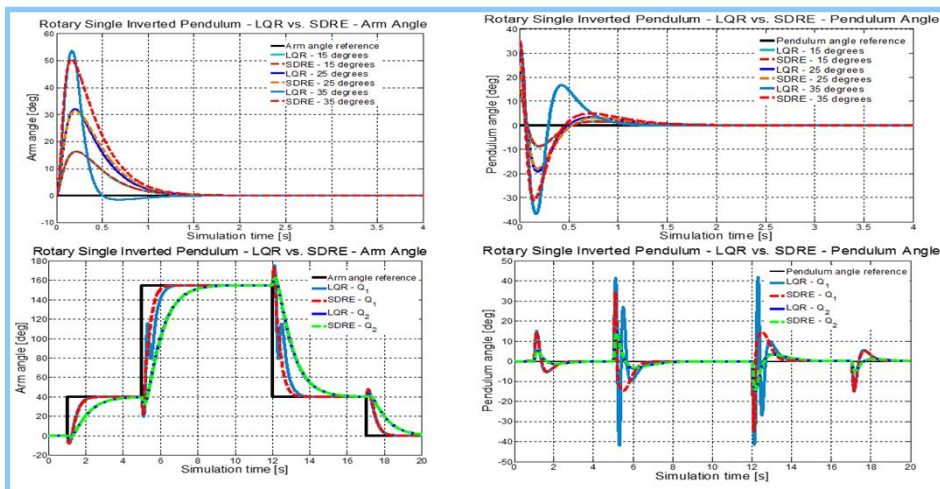 Rotary Single Inverted Pendulum - LQR vs. SDRE - Arm Angle
60
50
40
30
20
10
0
-10
Arm angle [deg]
Arm angle reference
LQR - 15 degrees
SDRE - 15 degrees
LQR - 25 degrees
SDRE - 25 degrees
LQR - 35 degrees
SDRE - 35 degrees
0 0.5 1 1.5 2 2.5 3 3.5 4
Simulation time [s]
Rotary Single Inverted Pendulum - LQR vs. SDRE - Pendulum Angle
40
30
20
10
0
-10
-20
-30
-40
Pendulum angle [deg]
Pendulum angle reference
LQR - 15 degrees
SDRE - 15 degrees
LQR - 25 degrees
SDRE - 25 degrees
LQR - 35 degrees
SDRE - 35 degrees
0 0.5 1 1.5 2 2.5 3 3.5 4
Simulation time [s]
Rotary Single Inverted Pendulum - LQR vs. SDRE - Arm Angle
180
160
140
120
100
80
60
40
20
0
-20
Arm angle [deg]
Arm angle reference
LQR - Q1
SDRE - Q1
LQR - Q2
SDRE - Q2
0 2 4 6 8 10 12 14 16 18 20
Simulation time [s]
Rotary Single Inverted Pendulum - LQR vs. SDRE - Pendulum Angle
50
40
30
20
10
0
-10
-20
-30
-40
-50
Pendulum angle [deg]
Pendulum angle reference
LQR - Q1
SDRE - Q1
LQR - Q2
SDRE - Q2
0 2 4 6 8 10 12 14 16 18 20
Simulation time [s]